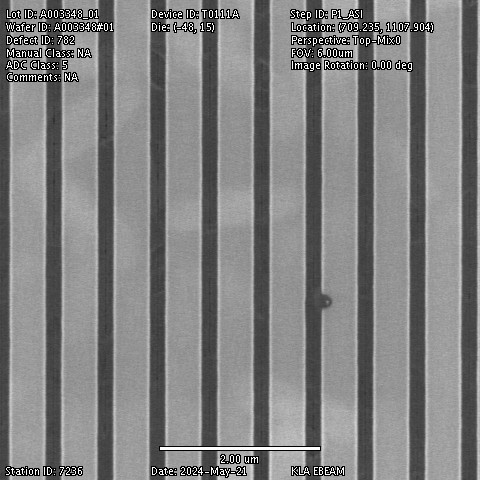 Lot ID: A003348_01
Wafer ID: A003348#01
Defect ID: 782
Manual Class: NA
ADC Class: 5
Comments: NA
Device ID: T0111A
Die: (-48, 15)
Step ID: P1_ASI
Location: (709.235, 1107.904)
Perspective: Top-Mix0
FOV: 6.00um
Image Rotation: 0.00 deg
2.00 um
Station ID: 7236
Date: 2024-May-21
KLA EBEAM